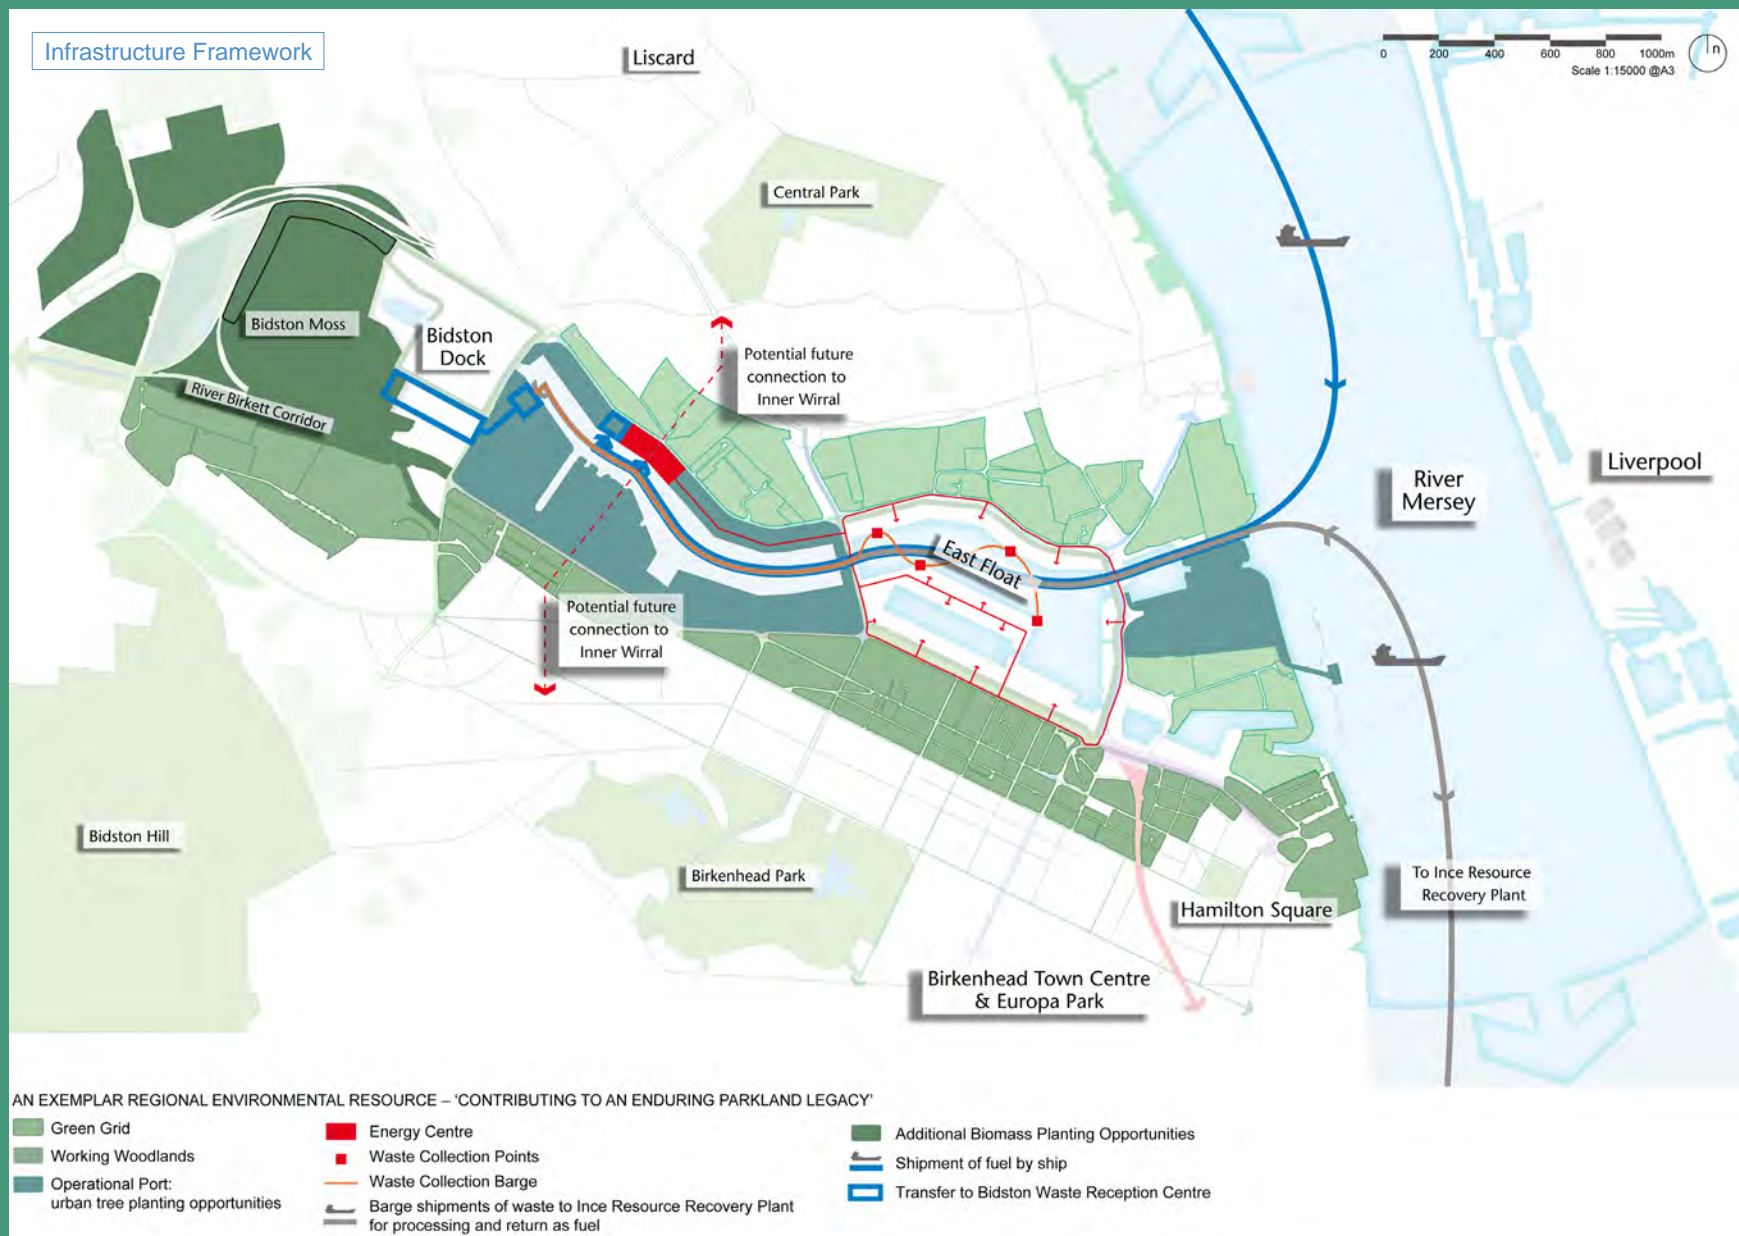 Infrastructure Framework
Liscard
0 200 400 600 800 1000m
Scale 1:15000 @A3
n
Central Park
Bidston Moss
Bidston
Dock
River Birkett Corridor
Potential future
connection to
Inner Wirral
East Float
River
Mersey
Liverpool
Potential future
connection to
Inner Wirral
Bidston Hill
Birkenhead Park
To Ince Resource
Recovery Plant
Hamilton Square
Birkenhead Town Centre
& Europa Park
AN EXEMPLAR REGIONAL ENVIRONMENTAL RESOURCE – ‘CONTRIBUTING TO AN ENDURING PARKLAND LEGACY’
Green Grid
Working Woodlands
Operational Port:
urban tree planting opportunities
Energy Centre
Waste Collection Points
Waste Collection Barge
Barge shipments of waste to Ince Resource Recovery Plant
for processing and return as fuel
Additional Biomass Planting Opportunities
Shipment of fuel by ship
Transfer to Bidston Waste Reception Centre